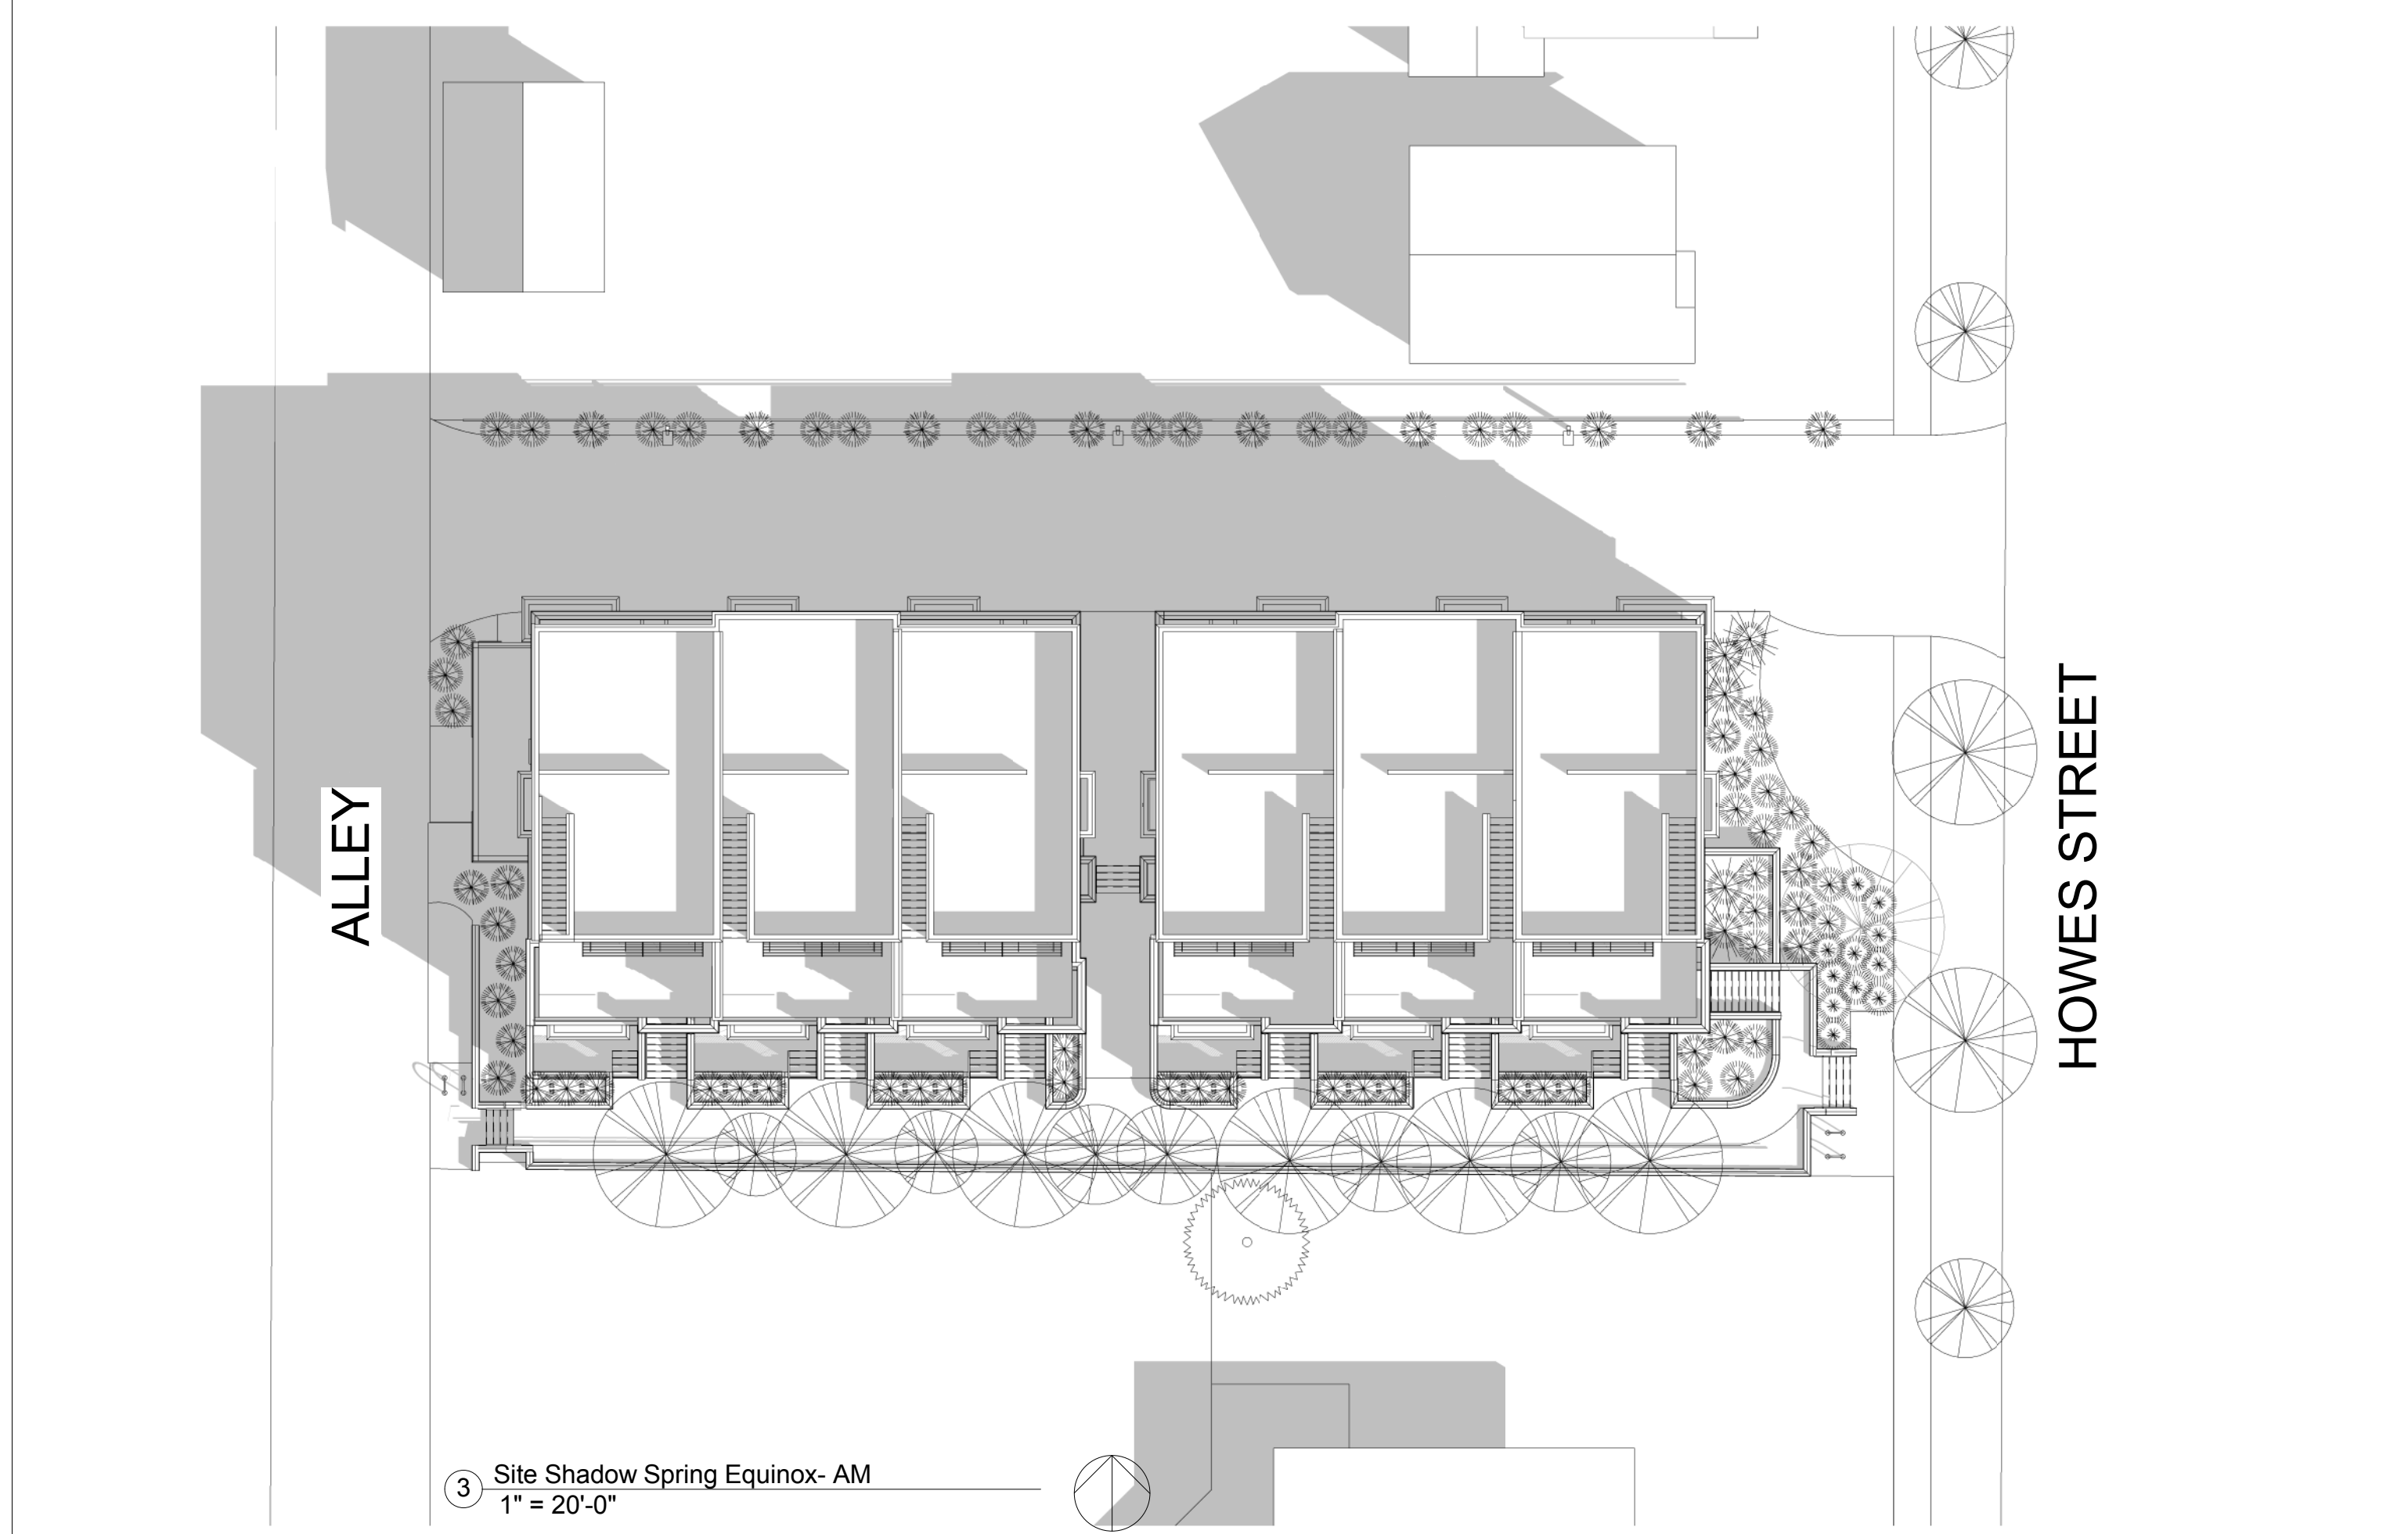 ALLEY
HOWES STREET
3
Site Shadow Spring Equinox- AM
1" = 20'-0"